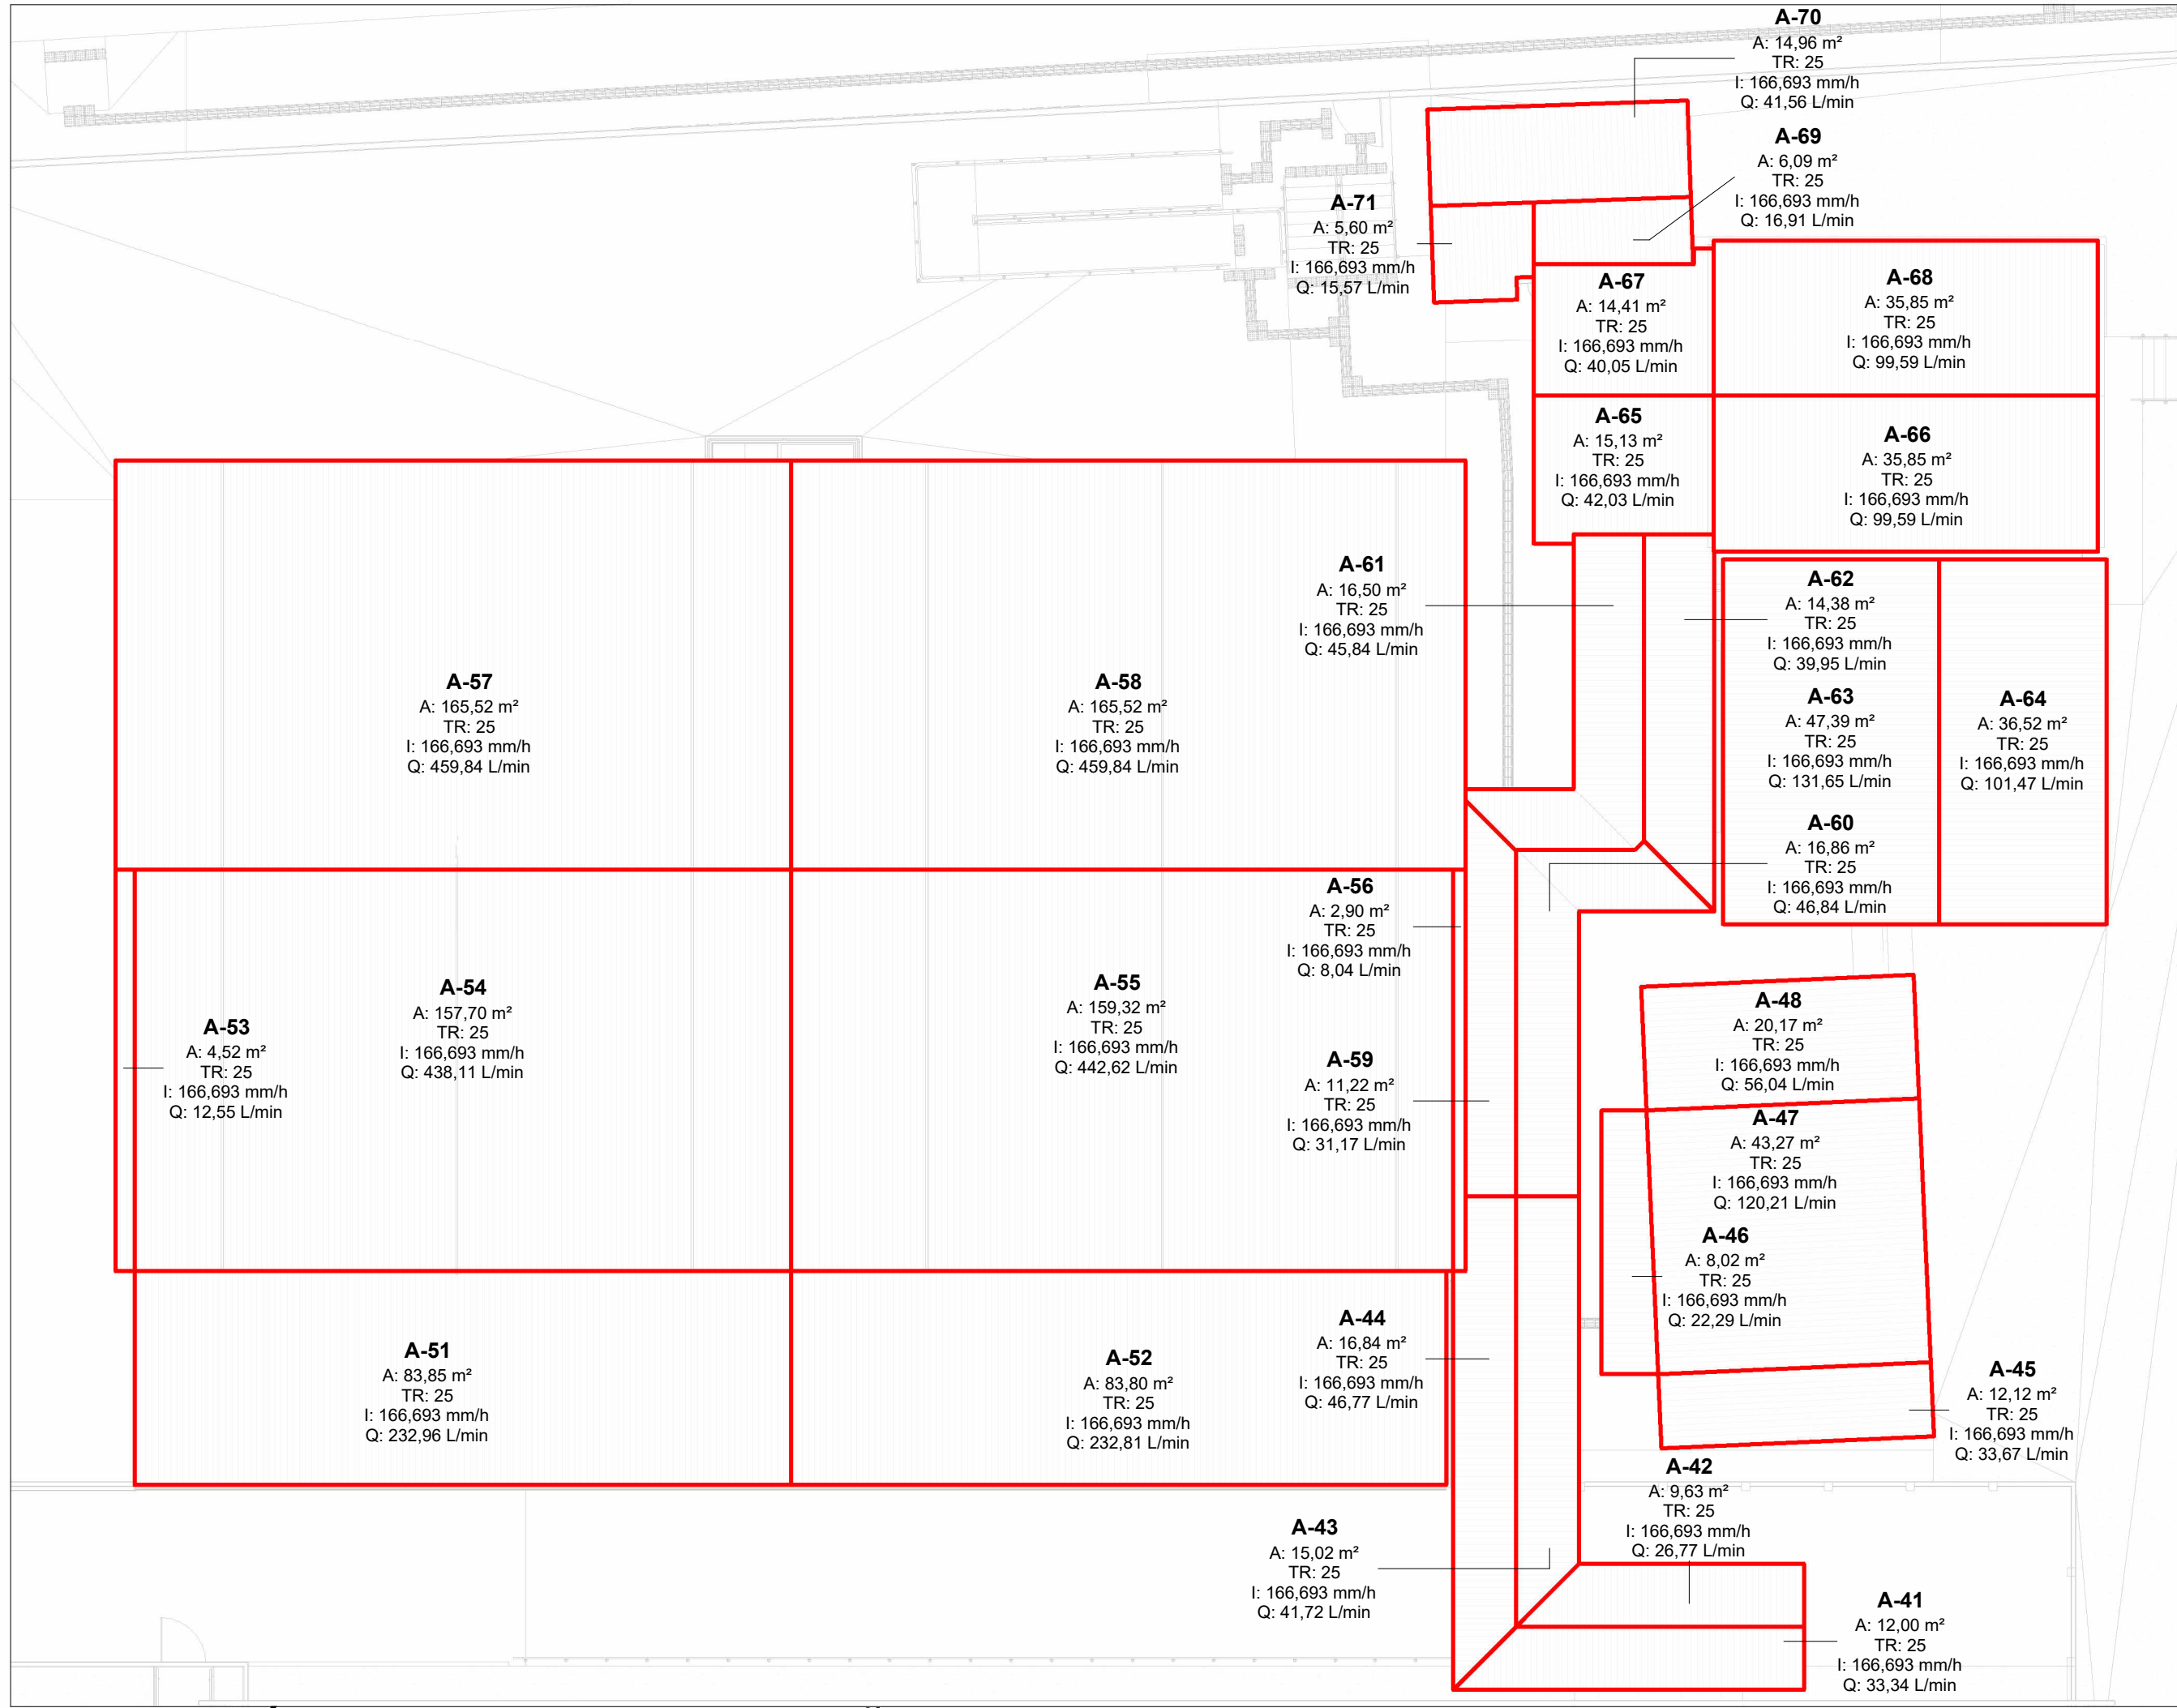 A-70
A: 14,96 m²
TR: 25
I: 166,693 mm/h
Q: 41,56 L/min
A-69
A: 6,09 m²
TR: 25
I: 166,693 mm/h
Q: 16,91 L/min
A-71
A: 5,60 m²
TR: 25
I: 166,693 mm/h
Q: 15,57 L/min
A-67
A: 14,41 m²
TR: 25
I: 166,693 mm/h
Q: 40,05 L/min
A-68
A: 35,85 m²
TR: 25
I: 166,693 mm/h
Q: 99,59 L/min
A-65
A: 15,13 m²
TR: 25
I: 166,693 mm/h
Q: 42,03 L/min
A-66
A: 35,85 m²
TR: 25
I: 166,693 mm/h
Q: 99,59 L/min
A-61
A: 16,50 m²
TR: 25
I: 166,693 mm/h
Q: 45,84 L/min
A-62
A: 14,38 m²
TR: 25
I: 166,693 mm/h
Q: 39,95 L/min
A-57
A: 165,52 m²
TR: 25
I: 166,693 mm/h
Q: 459,84 L/min
A-58
A: 165,52 m²
TR: 25
I: 166,693 mm/h
Q: 459,84 L/min
A-63
A: 47,39 m²
TR: 25
I: 166,693 mm/h
Q: 131,65 L/min
A-64
A: 36,52 m²
TR: 25
I: 166,693 mm/h
Q: 101,47 L/min
A-60
A: 16,86 m²
TR: 25
I: 166,693 mm/h
Q: 46,84 L/min
A-56
A: 2,90 m²
TR: 25
I: 166,693 mm/h
Q: 8,04 L/min
A-53
A: 4,52 m²
TR: 25
I: 166,693 mm/h
Q: 12,55 L/min
A-54
A: 157,70 m²
TR: 25
I: 166,693 mm/h
Q: 438,11 L/min
A-55
A: 159,32 m²
TR: 25
I: 166,693 mm/h
Q: 442,62 L/min
A-59
A: 11,22 m²
TR: 25
I: 166,693 mm/h
Q: 31,17 L/min
A-48
A: 20,17 m²
TR: 25
I: 166,693 mm/h
Q: 56,04 L/min
A-47
A: 43,27 m²
TR: 25
I: 166,693 mm/h
Q: 120,21 L/min
A-46
A: 8,02 m²
TR: 25
I: 166,693 mm/h
Q: 22,29 L/min
A-51
A: 83,85 m²
TR: 25
I: 166,693 mm/h
Q: 232,96 L/min
A-52
A: 83,80 m²
TR: 25
I: 166,693 mm/h
Q: 232,81 L/min
A-44
A: 16,84 m²
TR: 25
I: 166,693 mm/h
Q: 46,77 L/min
A-45
A: 12,12 m²
TR: 25
I: 166,693 mm/h
Q: 33,67 L/min
A-42
A: 9,63 m²
TR: 25
I: 166,693 mm/h
Q: 26,77 L/min
A-43
A: 15,02 m²
TR: 25
I: 166,693 mm/h
Q: 41,72 L/min
A-41
A: 12,00 m²
TR: 25
I: 166,693 mm/h
Q: 33,34 L/min